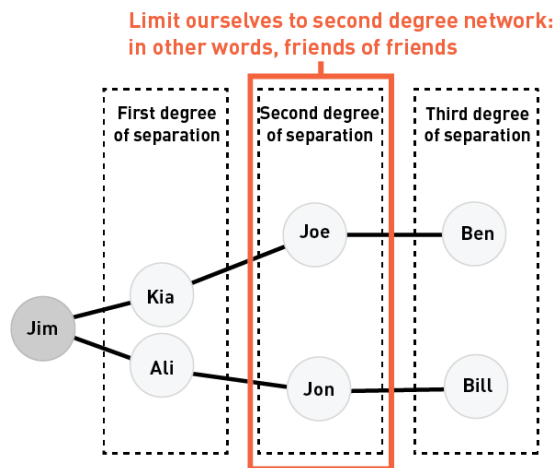 Limit ourselves to second degree network:
in other words, friends of friends
First degree
of separation
Second degree
of separation
Third degree
of separation
Joe
Ben
Kia
Jim
Ali
Jon
Bill